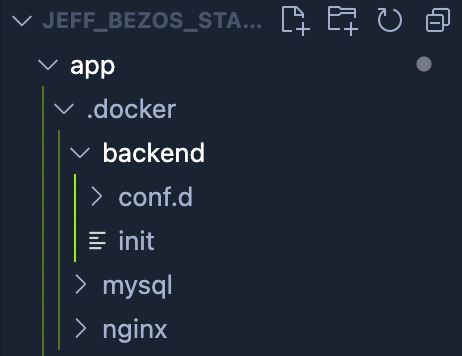 JEFF_BEZOS_STA...
app
.docker
backend
conf.d
init
mysql
nginx